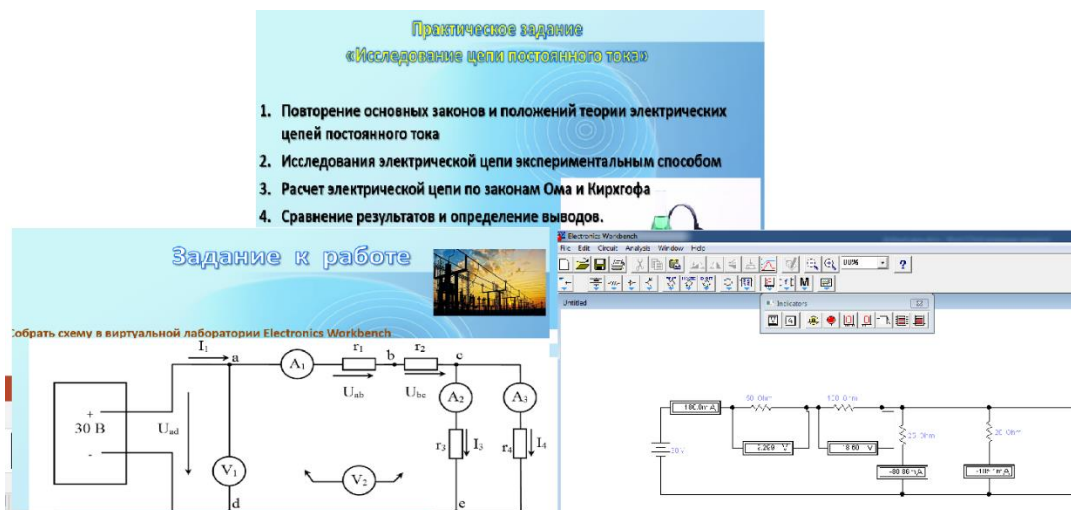 Практическое задание
«Исследование цепи постоянного тока»
1. Повторение основных законов и положений теории электрических
цепей постоянного тока
2. Исследования электрической цепи экспериментальным способом
3. Расчет электрической цепи по законам Ома и Кирхгофа
4. Сравнение результатов и определение выводов.
Задание к работе
Собрать схему в виртуальной лаборатории Electronics Workbench
I₁
a
A₁
r₁
b
r₂
c
U_ab
A₂
A₃
+
30 В
-
U_ad
r₃
I₃
r₄
I₄
V₁
V₂
d
e
Electronics Workbench
File Edit Circuit Analysis Window Help
?
M
Untitled
Indicators